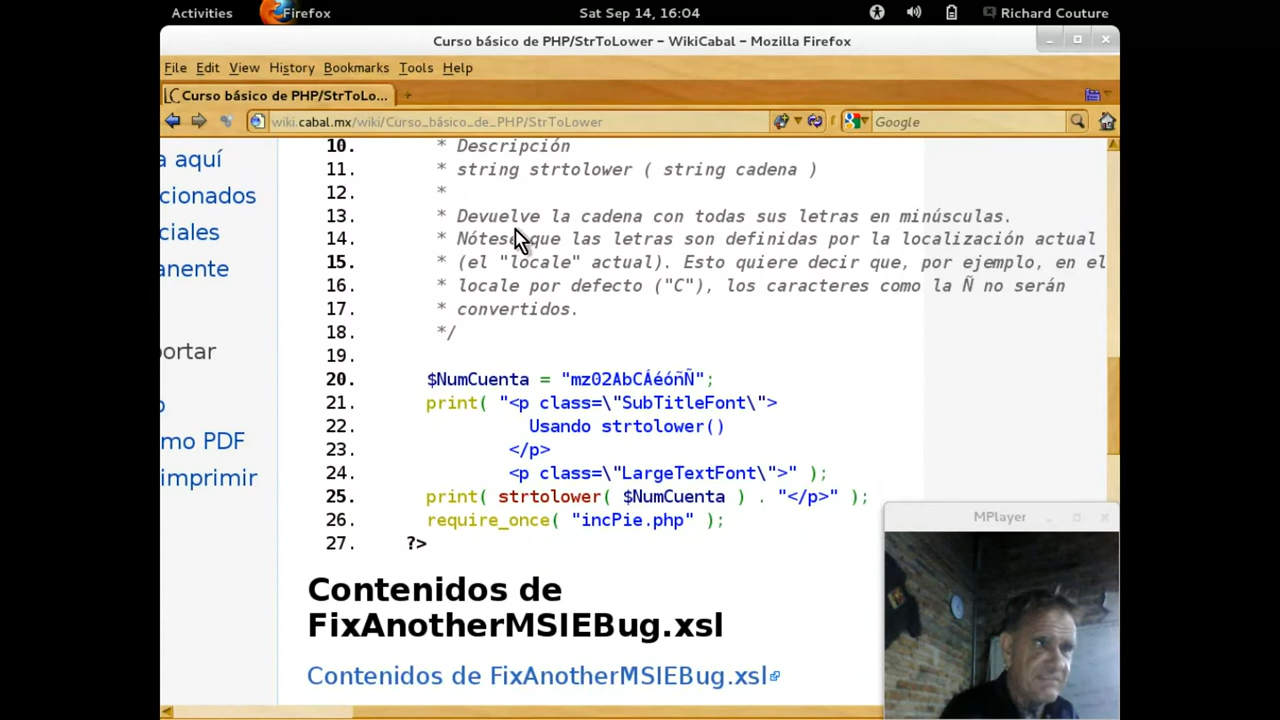 Activities
Firefox
Sat Sep 14, 16:04
Richard Couture
Curso básico de PHP/StrToLower – WikiCabal – Mozilla Firefox
File Edit View History Bookmarks Tools Help
Curso básico de PHP/StrToLo...
wiki.cabal.mx/wiki/Curso_básico_de_PHP/StrToLower
Google
a aquí
cionados
ciales
anente
portar
mo PDF
imprimir
10. * Descripción
11. * string strtolower ( string cadena )
12. *
13. * Devuelve la cadena con todas sus letras en minúsculas.
14. * Nótese que las letras son definidas por la localización actual
15. * (el "locale" actual). Esto quiere decir que, por ejemplo, en el
16. * locale por defecto ("C"), los caracteres como la Ñ no serán
17. * convertidos.
18. */
19.
20. $NumCuenta = "mz02AbCÁéóñÑ";
21. print( "<p class=\"SubTitleFont\">
22. Usando strtolower()
23. </p>
24. <p class=\"LargeTextFont\">" );
25. print( strtolower( $NumCuenta ) . "</p>" );
26. require_once( "incPie.php" );
27. ?>
Contenidos de
FixAnotherMSIEBug.xsl
Contenidos de FixAnotherMSIEBug.xsl
MPlayer